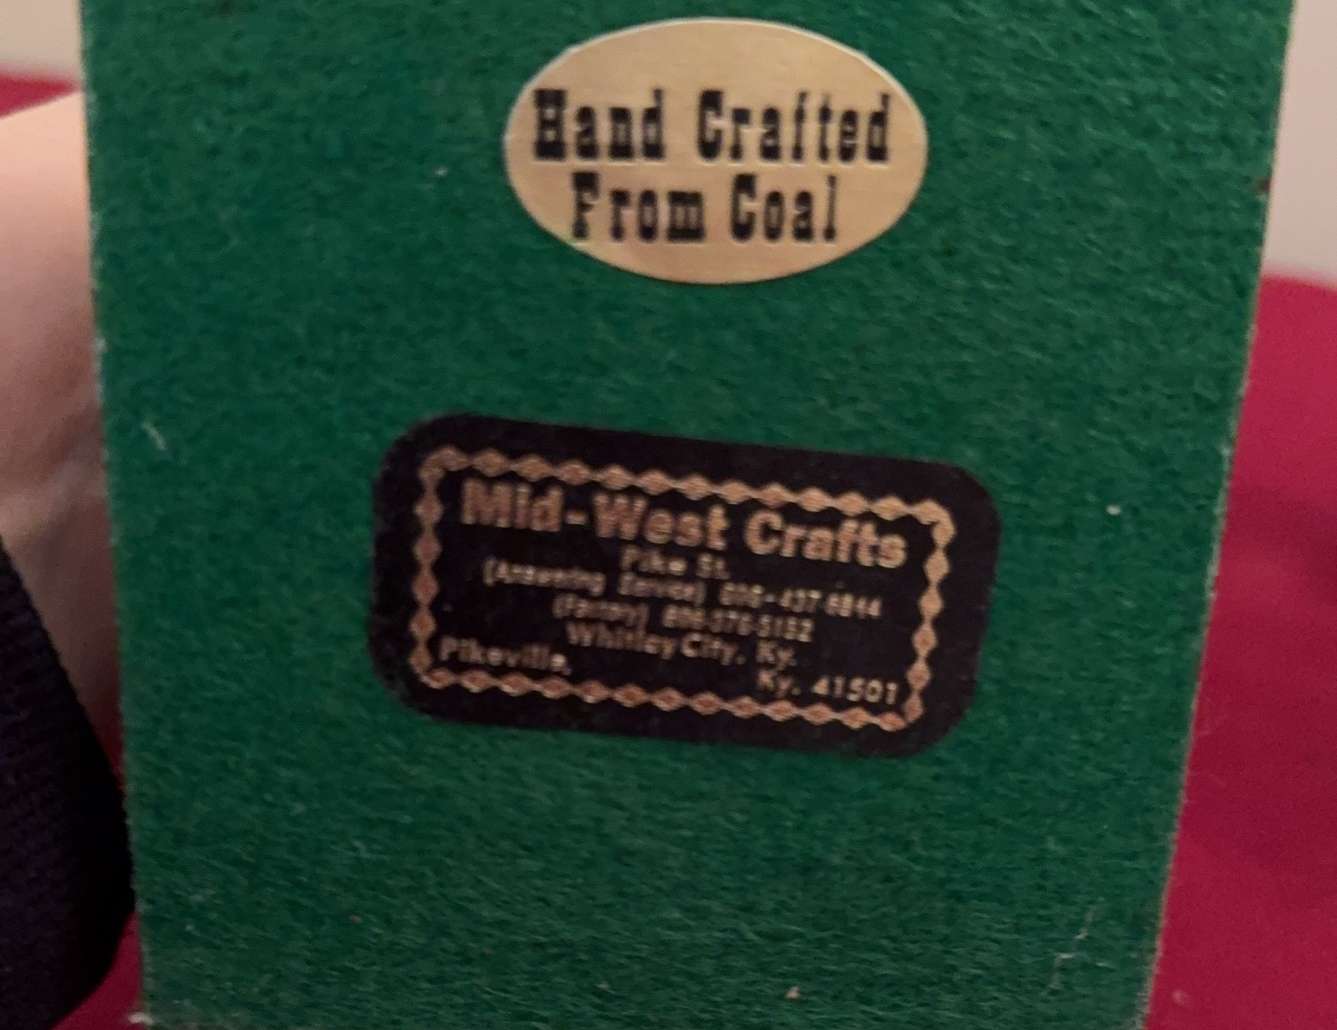 Hand Crafted
From Coal
Mid-West Crafts
Pike St.
(Answering Service) 606-437-6844
(Factory) 606-376-5152
Whitley City, Ky.
Pikeville, Ky. 41501